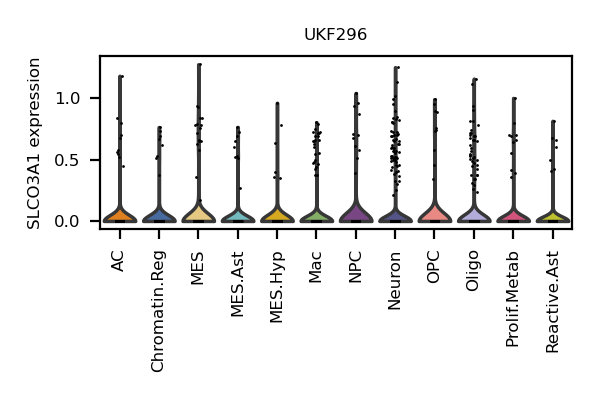 UKF296
SLCO3A1 expression
1.0
0.5
0.0
AC
Chromatin.Reg
MES
MES.Ast
MES.Hyp
Mac
NPC
Neuron
OPC
Oligo
Prolif.Metab
Reactive.Ast